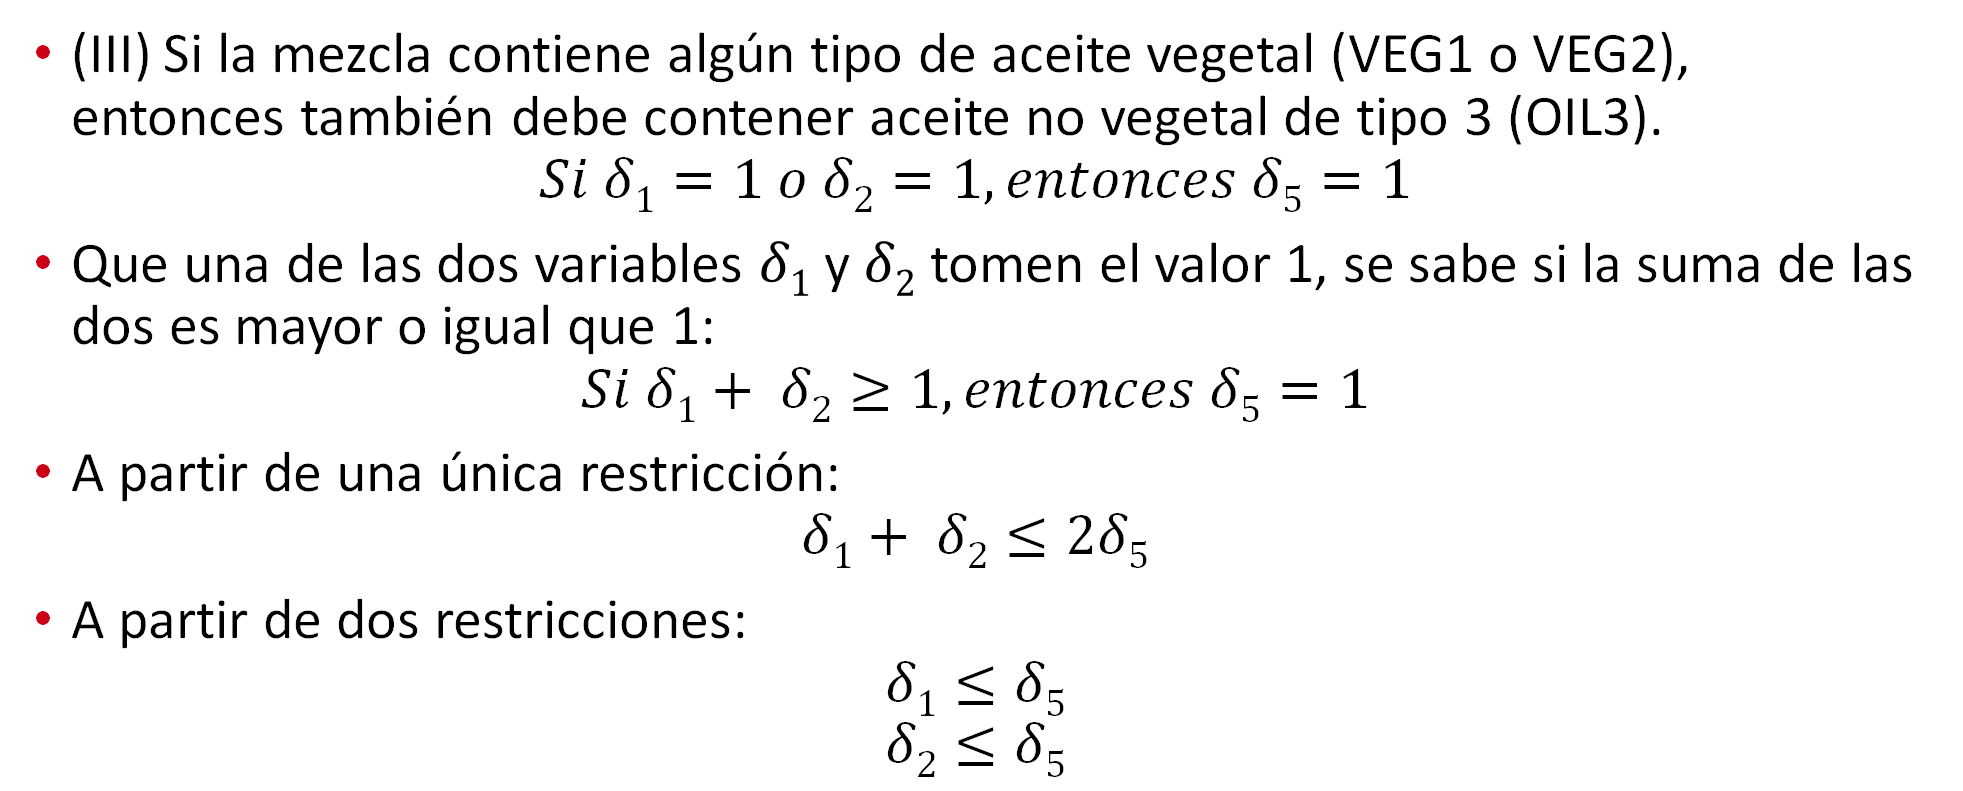 • (III) Si la mezcla contiene algún tipo de aceite vegetal (VEG1 o VEG2),
entonces también debe contener aceite no vegetal de tipo 3 (OIL3).
Si δ₁ = 1 o δ₂ = 1, entonces δ₅ = 1
• Que una de las dos variables δ₁ y δ₂ tomen el valor 1, se sabe si la suma de las
dos es mayor o igual que 1:
Si δ₁ + δ₂ ≥ 1, entonces δ₅ = 1
• A partir de una única restricción:
δ₁ + δ₂ ≤ 2δ₅
• A partir de dos restricciones:
δ₁ ≤ δ₅
δ₂ ≤ δ₅